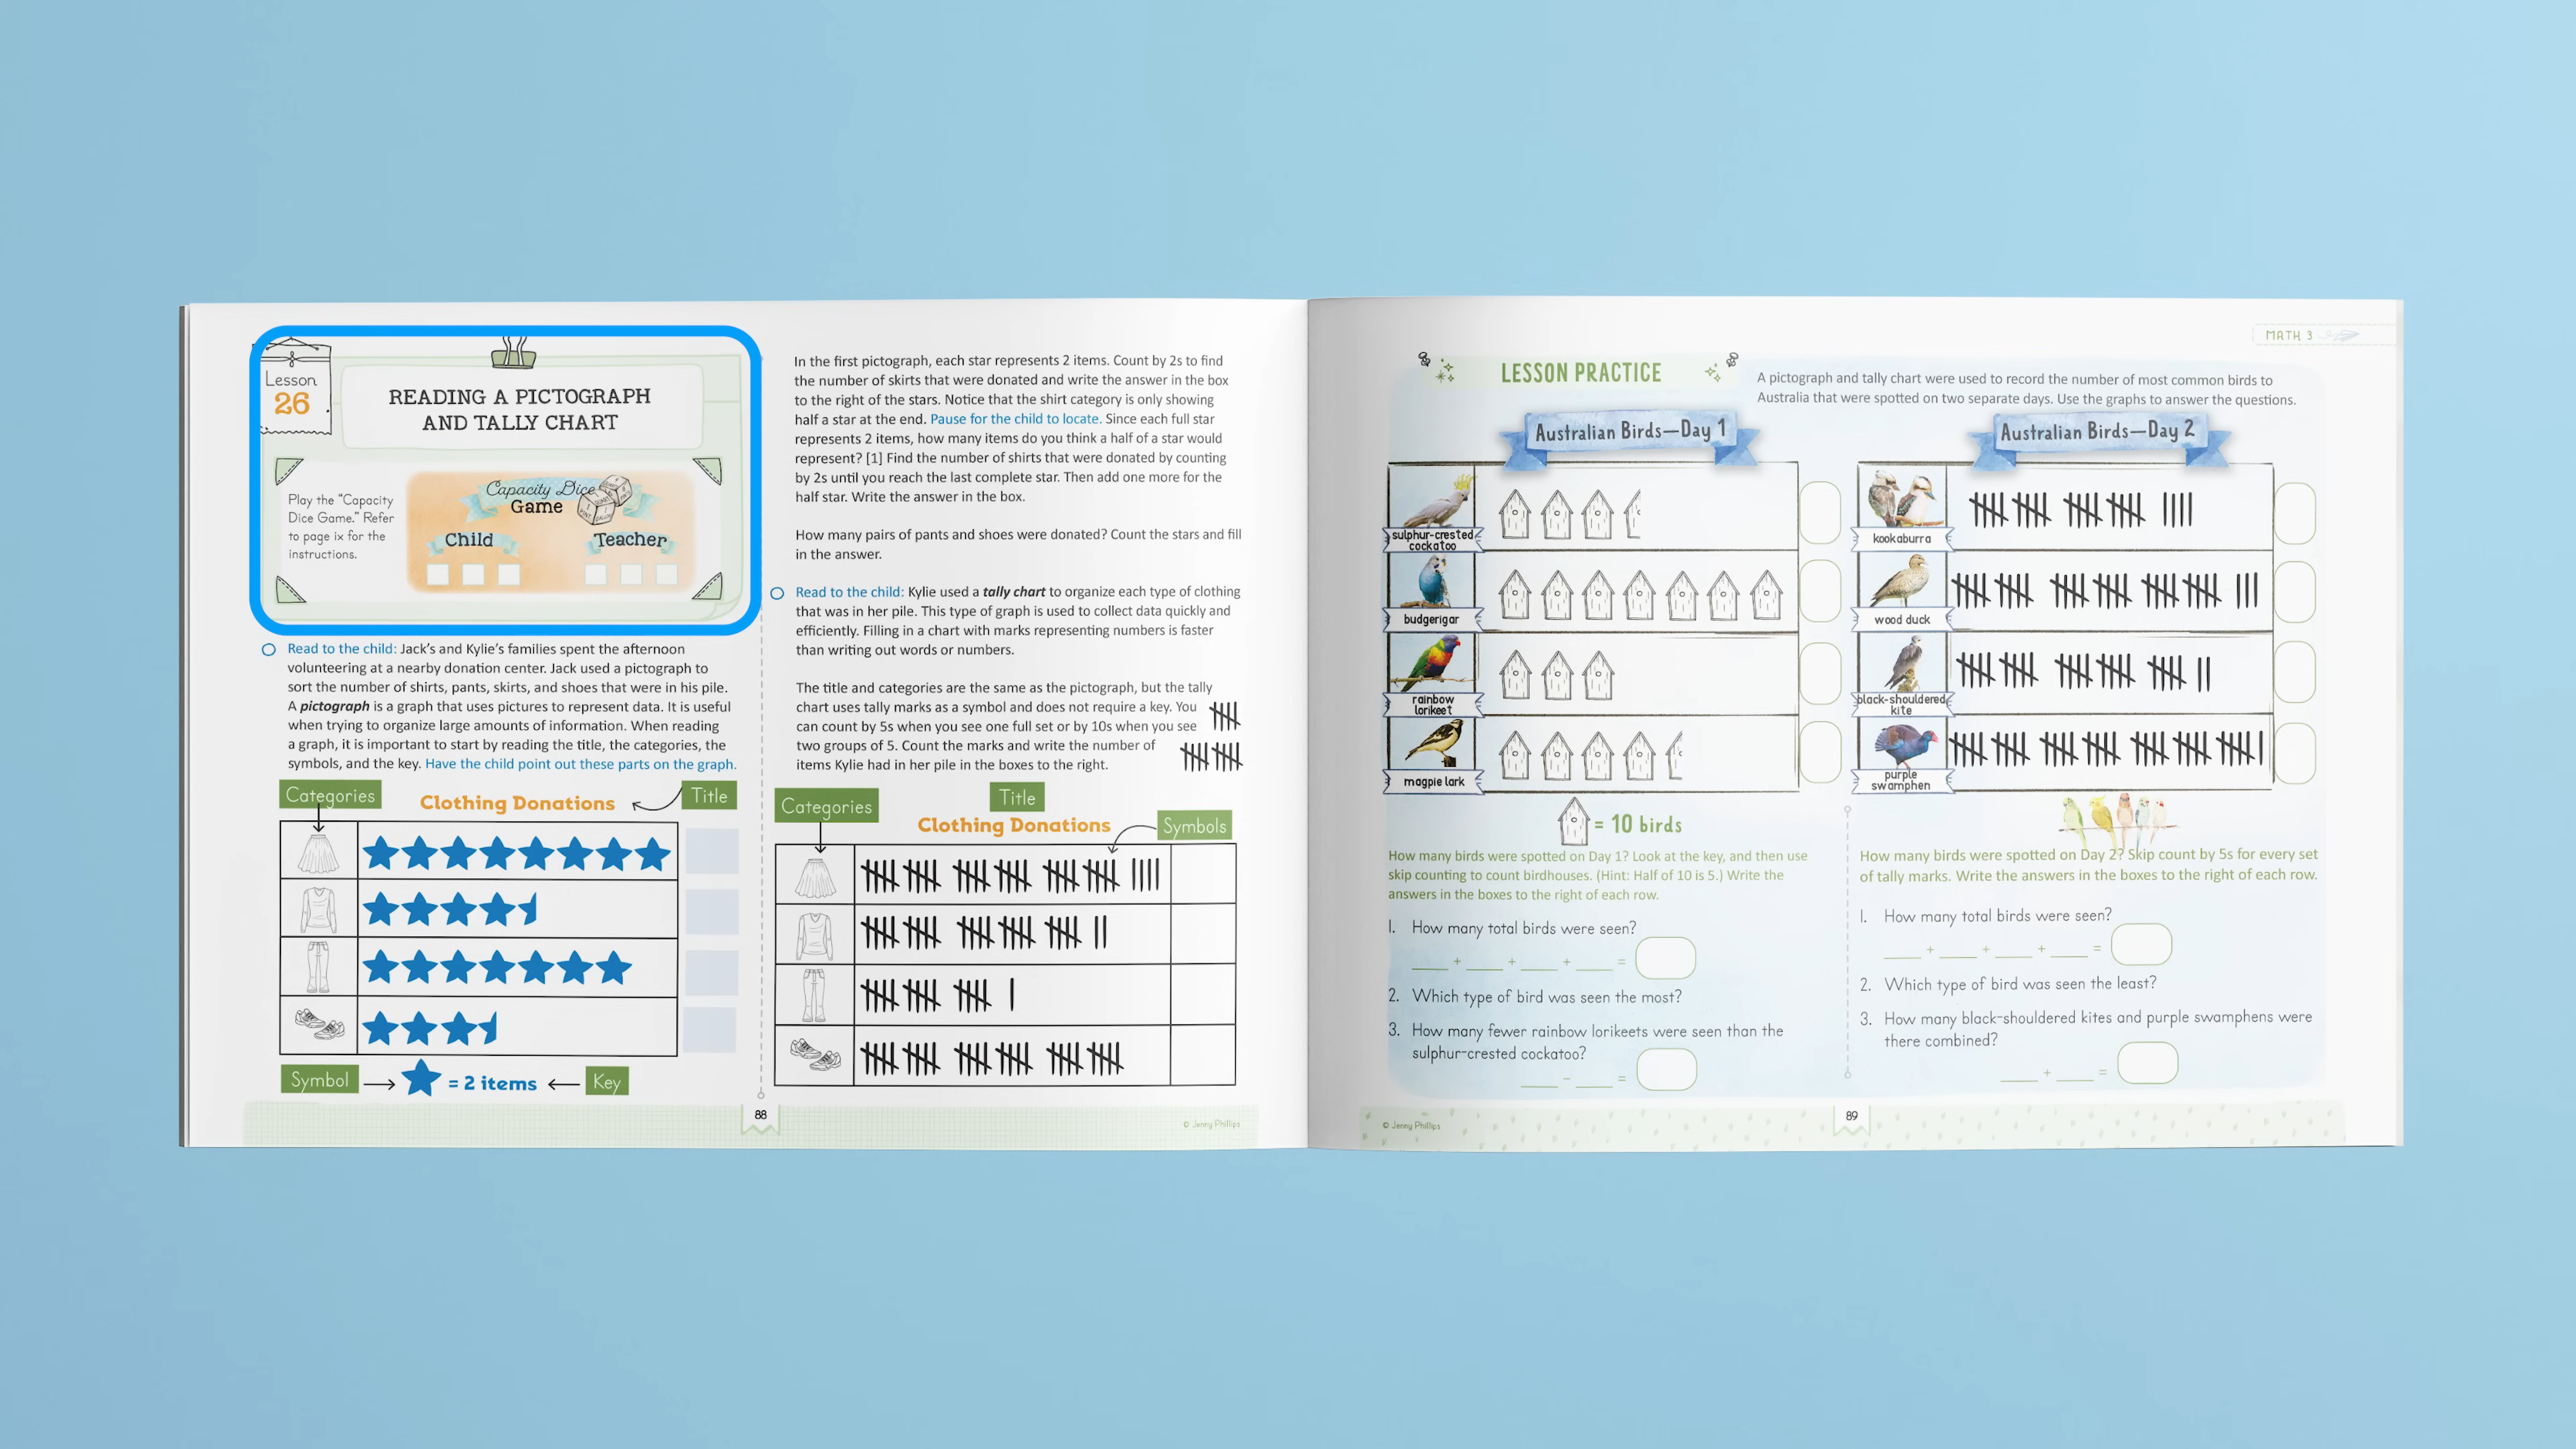 Lesson
26
READING A PICTOGRAPH
AND TALLY CHART
Play the "Capacity
Dice Game." Refer
to page ix for the
instructions.
Capacity Dice
Game
Child
Teacher
Read to the child: Jack's and Kylie's families spent the afternoon
volunteering at a nearby donation center. Jack used a pictograph to
sort the number of shirts, pants, skirts, and shoes that were in his pile.
A pictograph is a graph that uses pictures to represent data. It is useful
when trying to organize large amounts of information. When reading
a graph, it is important to start by reading the title, the categories, the
symbols, and the key. Have the child point out these parts on the graph.
Categories
Clothing Donations
Title
Symbol
= 2 items
Key
In the first pictograph, each star represents 2 items. Count by 2s to find
the number of skirts that were donated and write the answer in the box
to the right of the stars. Notice that the shirt category is only showing
half a star at the end. Pause for the child to locate. Since each full star
represents 2 items, how many items do you think a half of a star would
represent? [1] Find the number of shirts that were donated by counting
by 2s until you reach the last complete star. Then add one more for the
half star. Write the answer in the box.
How many pairs of pants and shoes were donated? Count the stars and fill
in the answer.
Read to the child: Kylie used a tally chart to organize each type of clothing
that was in her pile. This type of graph is used to collect data quickly and
efficiently. Filling in a chart with marks representing numbers is faster
than writing out words or numbers.
The title and categories are the same as the pictograph, but the tally
chart uses tally marks as a symbol and does not require a key. You
can count by 5s when you see one full set or by 10s when you see
two groups of 5. Count the marks and write the number of
items Kylie had in her pile in the boxes to the right.
Categories
Title
Clothing Donations
Symbols
88
© Jenny Phillips
MATH 3
LESSON PRACTICE
A pictograph and tally chart were used to record the number of most common birds to
Australia that were spotted on two separate days. Use the graphs to answer the questions.
Australian Birds—Day 1
sulphur-crested
cockatoo
budgerigar
rainbow
lorikeet
magpie lark
= 10 birds
How many birds were spotted on Day 1? Look at the key, and then use
skip counting to count birdhouses. (Hint: Half of 10 is 5.) Write the
answers in the boxes to the right of each row.
1. How many total birds were seen?
____ + ____ + ____ + ____ =
2. Which type of bird was seen the most?
3. How many fewer rainbow lorikeets were seen than the
sulphur-crested cockatoo?
____ - ____ =
Australian Birds—Day 2
kookaburra
wood duck
black-shouldered
kite
purple
swamphen
How many birds were spotted on Day 2? Skip count by 5s for every set
of tally marks. Write the answers in the boxes to the right of each row.
1. How many total birds were seen?
____ + ____ + ____ + ____ =
2. Which type of bird was seen the least?
3. How many black-shouldered kites and purple swamphens were
there combined?
____ + ____ =
© Jenny Phillips
89